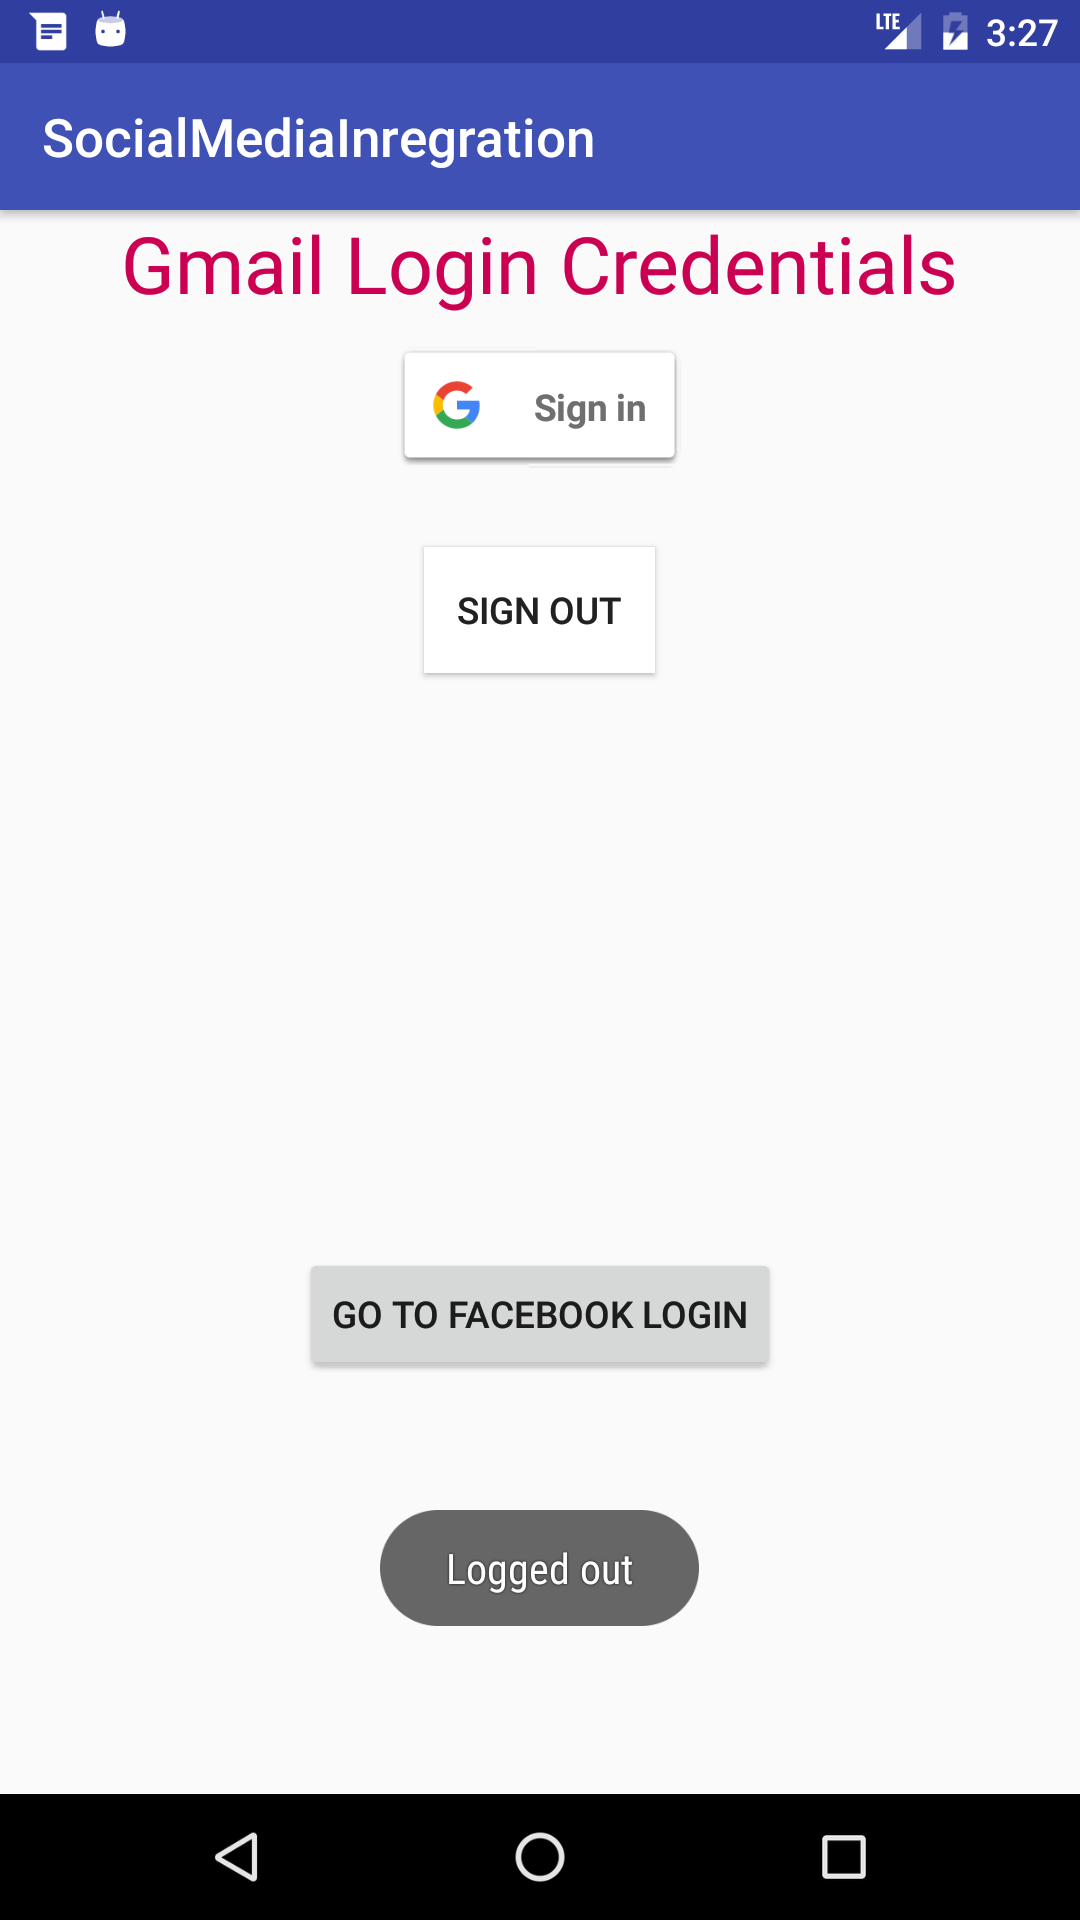 LTE 3:27
SocialMediaInregration
Gmail Login Credentials
Sign in
SIGN OUT
GO TO FACEBOOK LOGIN
Logged out